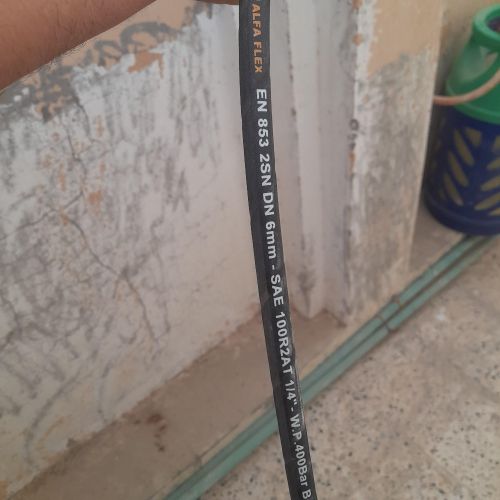 ALFA FLEX EN 853 2SN DN 6mm - SAE 100R2AT 1/4" - W.P.400Bar B